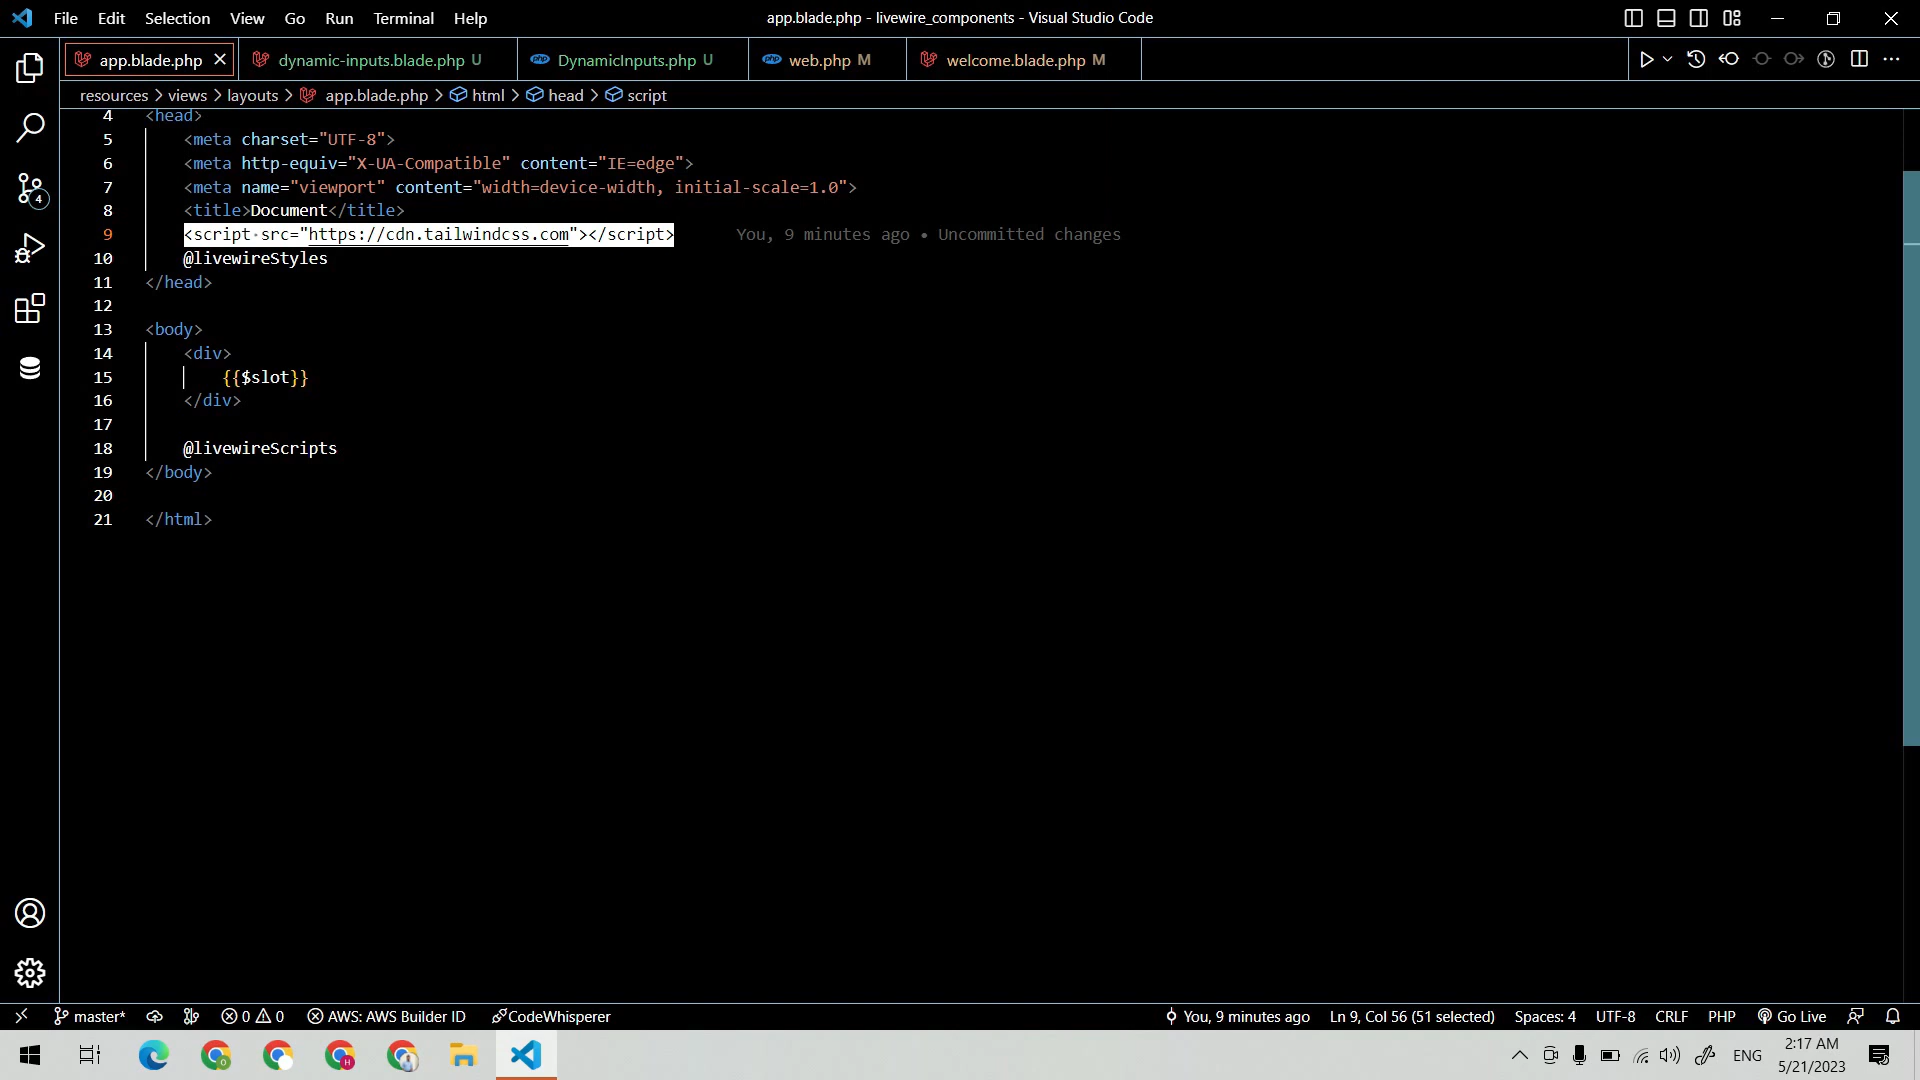 File Edit Selection View Go Run Terminal Help
app.blade.php - livewire_components - Visual Studio Code
app.blade.php dynamic-inputs.blade.php U DynamicInputs.php U web.php M welcome.blade.php M
resources > views > layouts > app.blade.php > html > head > script
4 <head>
5 <meta charset="UTF-8">
6 <meta http-equiv="X-UA-Compatible" content="IE=edge">
7 <meta name="viewport" content="width=device-width, initial-scale=1.0">
8 <title>Document</title>
9 <script·src="https://cdn.tailwindcss.com"></script> You, 9 minutes ago • Uncommitted changes
10 @livewireStyles
11 </head>
12
13 <body>
14 <div>
15 {{$slot}}
16 </div>
17
18 @livewireScripts
19 </body>
20
21 </html>
4
master* 0 0 AWS: AWS Builder ID CodeWhisperer You, 9 minutes ago Ln 9, Col 56 (51 selected) Spaces: 4 UTF-8 CRLF PHP Go Live
ENG
2:17 AM
5/21/2023